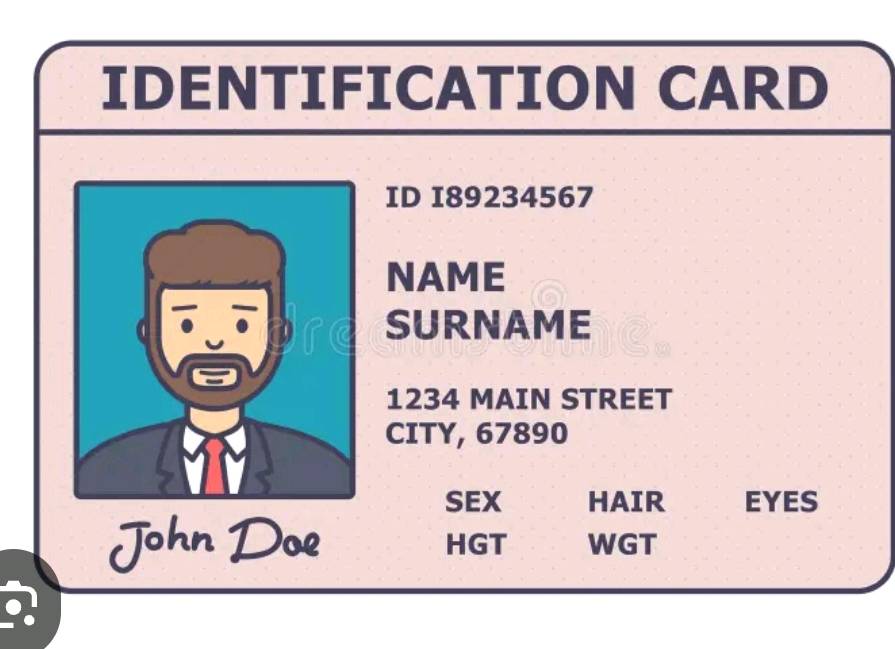 IDENTIFICATION CARD
ID I89234567
NAME
SURNAME
dreamstime.
1234 MAIN STREET
CITY, 67890
SEX HAIR EYES
HGT WGT
John Doe